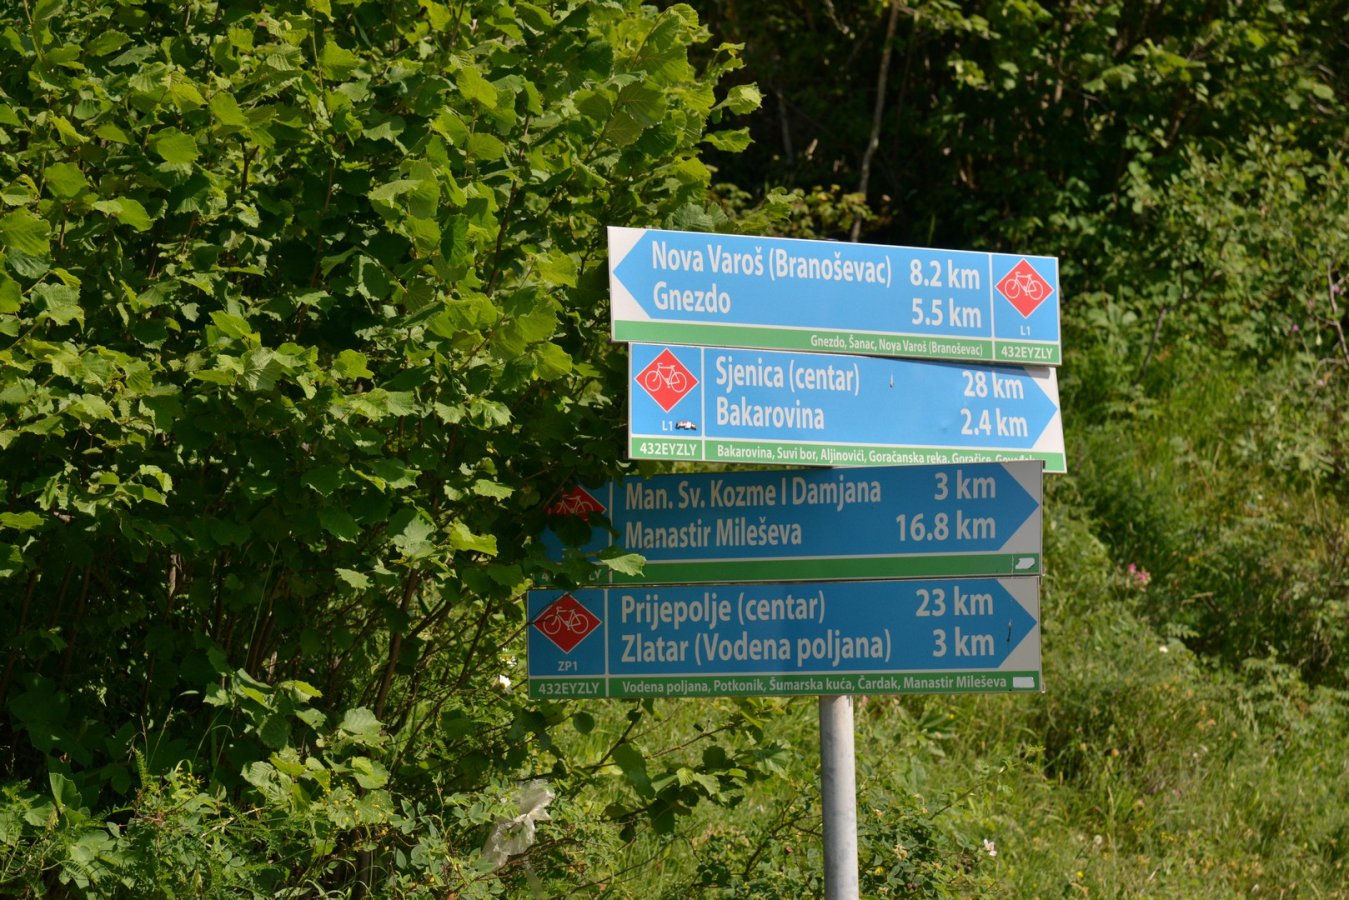 Nova Varoš (Branoševac) 8.2 km
Gnezdo 5.5 km
L1
Gnezdo, Šanac, Nova Varoš (Branoševac) 432EYZLY
Sjenica (centar) 28 km
Bakarovina 2.4 km
L1
432EYZLY Bakarovina, Suvi bor, Aljinovići, Goračanska reka, Goračice,
Man. Sv. Kozme I Damjana 3 km
Manastir Mileševa 16.8 km
Prijepolje (centar) 23 km
Zlatar (Vodena poljana) 3 km
ZP1
432EYZLY Vodena poljana, Potkonik, Šumarska kuća, Čardak, Manastir Mileševa